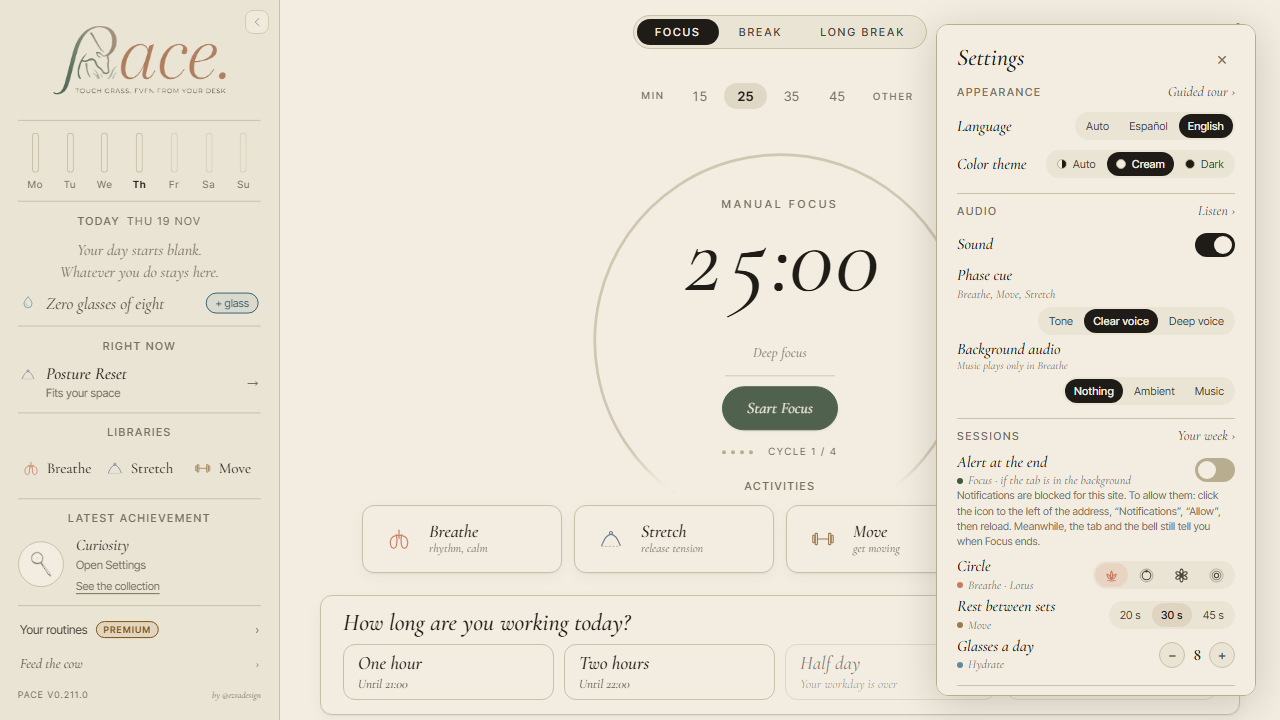 Pace.
TOUCH GRASS. EVEN FROM YOUR DESK
Mo Tu We Th Fr Sa Su
TODAY THU 19 NOV
Your day starts blank.
Whatever you do stays here.
Zero glasses of eight
+ glass
RIGHT NOW
Posture Reset
Fits your space
→
LIBRARIES
Breathe Stretch Move
LATEST ACHIEVEMENT
Curiosity
Open Settings
See the collection
Your routines PREMIUM ›
Feed the cow ›
PACE V0.211.0 by @ezradesign
FOCUS BREAK LONG BREAK
MIN 15 25 35 45 OTHER
MANUAL FOCUS
25:00
Deep focus
Start Focus
CYCLE 1 / 4
ACTIVITIES
Breathe
rhythm, calm
Stretch
release tension
Move
get moving
How long are you working today?
One hour
Until 21:00
Two hours
Until 22:00
Half day
Your workday is over
Settings ×
APPEARANCE Guided tour ›
Language Auto Español English
Color theme Auto Cream Dark
AUDIO Listen ›
Sound
Phase cue
Breathe, Move, Stretch
Tone Clear voice Deep voice
Background audio
Music plays only in Breathe
Nothing Ambient Music
SESSIONS Your week ›
Alert at the end
Focus · if the tab is in the background
Notifications are blocked for this site. To allow them: click
the icon to the left of the address, “Notifications”, “Allow”,
then reload. Meanwhile, the tab and the bell still tell you
when Focus ends.
Circle
Breathe · Lotus
Rest between sets
Move
20 s 30 s 45 s
Glasses a day
Hydrate
− 8 +